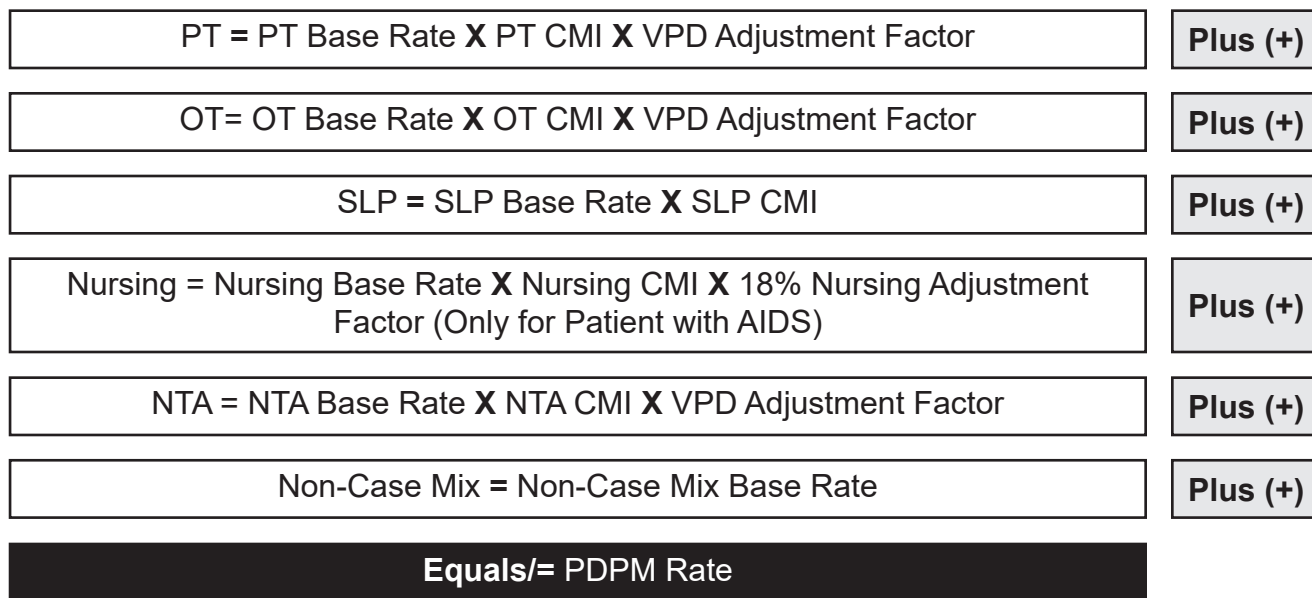 PT = PT Base Rate X PT CMI X VPD Adjustment Factor
Plus (+)
OT= OT Base Rate X OT CMI X VPD Adjustment Factor
Plus (+)
SLP = SLP Base Rate X SLP CMI
Plus (+)
Nursing = Nursing Base Rate X Nursing CMI X 18% Nursing Adjustment
Factor (Only for Patient with AIDS)
Plus (+)
NTA = NTA Base Rate X NTA CMI X VPD Adjustment Factor
Plus (+)
Non-Case Mix = Non-Case Mix Base Rate
Plus (+)
Equals/= PDPM Rate